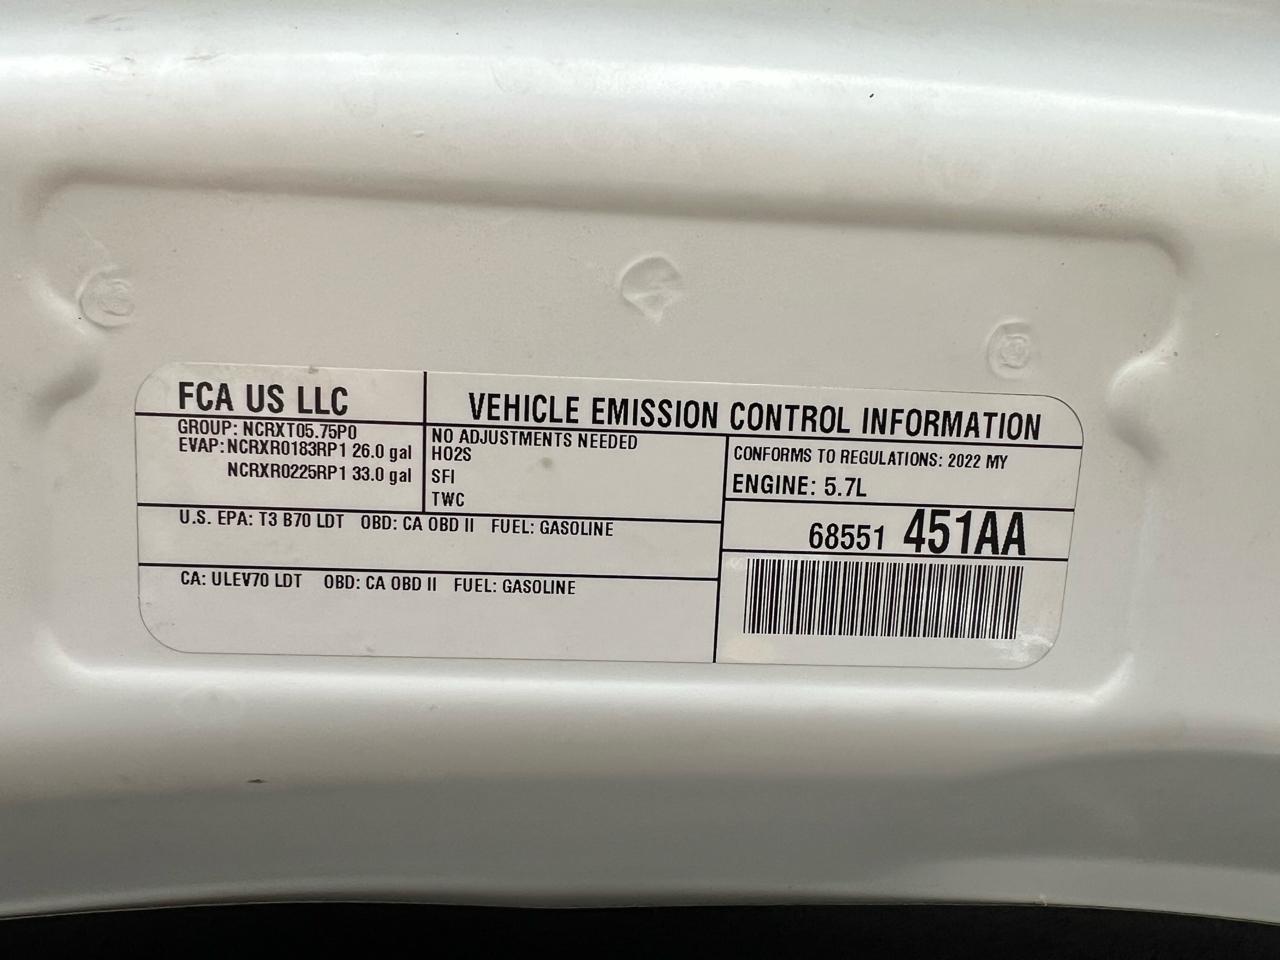 FCA US LLC
VEHICLE EMISSION CONTROL INFORMATION
GROUP: NCRXT05.75P0
EVAP: NCRXR0183RP1 26.0 gal
NCRXR0225RP1 33.0 gal
NO ADJUSTMENTS NEEDED
HO2S
SFI
TWC
CONFORMS TO REGULATIONS: 2022 MY
ENGINE: 5.7L
68551 451AA
U.S. EPA: T3 B70 LDT OBD: CA OBD II FUEL: GASOLINE
CA: ULEV70 LDT OBD: CA OBD II FUEL: GASOLINE